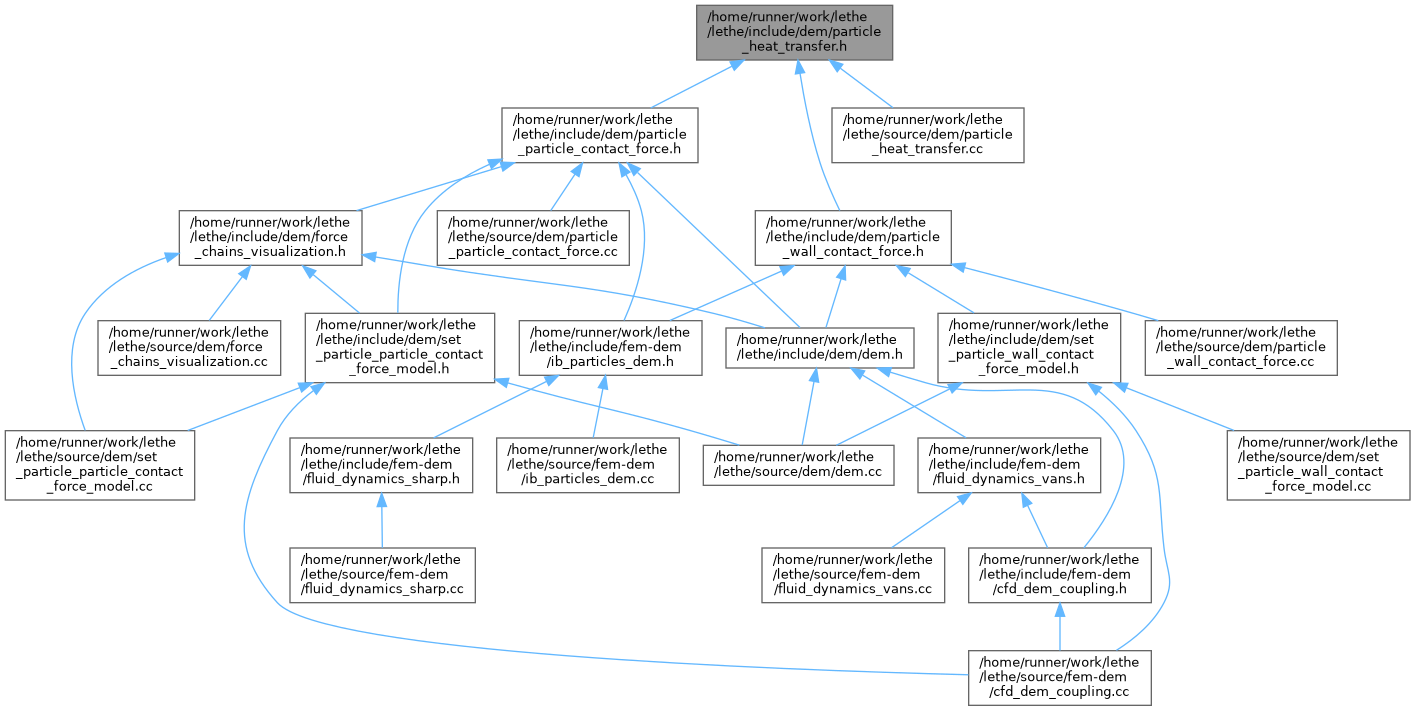 /home/runner/work/lethe
/lethe/include/dem/particle
_heat_transfer.h
/home/runner/work/lethe
/lethe/include/dem/particle
_particle_contact_force.h
/home/runner/work/lethe
/lethe/source/dem/particle
_heat_transfer.cc
/home/runner/work/lethe
/lethe/include/dem/force
_chains_visualization.h
/home/runner/work/lethe
/lethe/source/dem/particle
_particle_contact_force.cc
/home/runner/work/lethe
/lethe/include/dem/particle
_wall_contact_force.h
/home/runner/work/lethe
/lethe/source/dem/force
_chains_visualization.cc
/home/runner/work/lethe
/lethe/include/dem/set
_particle_particle_contact
_force_model.h
/home/runner/work/lethe
/lethe/include/fem-dem
/ib_particles_dem.h
/home/runner/work/lethe
/lethe/include/dem/dem.h
/home/runner/work/lethe
/lethe/include/dem/set
_particle_wall_contact
_force_model.h
/home/runner/work/lethe
/lethe/source/dem/particle
_wall_contact_force.cc
/home/runner/work/lethe
/lethe/source/dem/set
_particle_particle_contact
_force_model.cc
/home/runner/work/lethe
/lethe/include/fem-dem
/fluid_dynamics_sharp.h
/home/runner/work/lethe
/lethe/source/fem-dem
/ib_particles_dem.cc
/home/runner/work/lethe
/lethe/source/dem/dem.cc
/home/runner/work/lethe
/lethe/include/fem-dem
/fluid_dynamics_vans.h
/home/runner/work/lethe
/lethe/source/dem/set
_particle_wall_contact
_force_model.cc
/home/runner/work/lethe
/lethe/source/fem-dem
/fluid_dynamics_sharp.cc
/home/runner/work/lethe
/lethe/source/fem-dem
/fluid_dynamics_vans.cc
/home/runner/work/lethe
/lethe/include/fem-dem
/cfd_dem_coupling.h
/home/runner/work/lethe
/lethe/source/fem-dem
/cfd_dem_coupling.cc